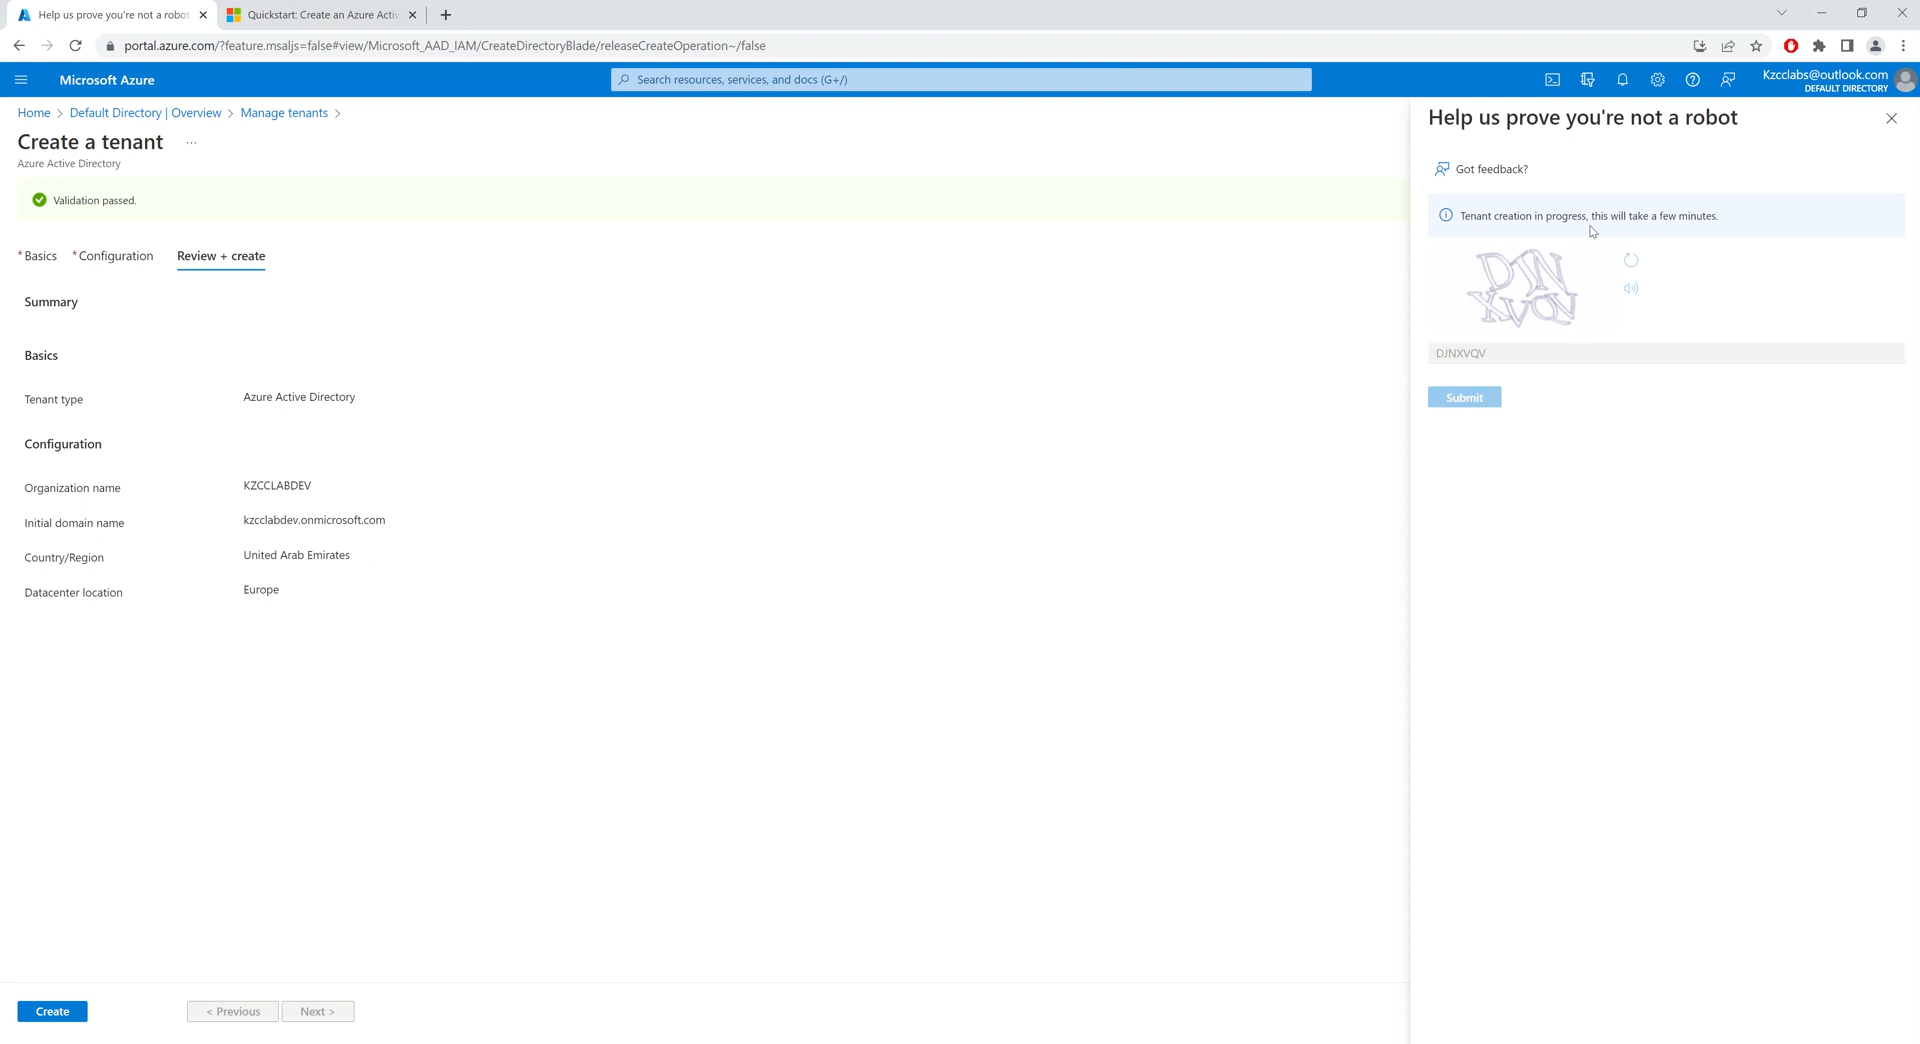 Help us prove you're not a robot
Quickstart: Create an Azure Activ
portal.azure.com/?feature.msaljs=false#view/Microsoft_AAD_IAM/CreateDirectoryBlade/releaseCreateOperation~/false
Microsoft Azure
Search resources, services, and docs (G+/)
Kzcclabs@outlook.com
DEFAULT DIRECTORY
Home > Default Directory | Overview > Manage tenants >
Create a tenant ...
Azure Active Directory
Validation passed.
* Basics * Configuration Review + create
Summary
Basics
Tenant type Azure Active Directory
Configuration
Organization name KZCCLABDEV
Initial domain name kzcclabdev.onmicrosoft.com
Country/Region United Arab Emirates
Datacenter location Europe
Create < Previous Next >
Help us prove you're not a robot
Got feedback?
Tenant creation in progress, this will take a few minutes.
DJN
XVQV
DJNXVQV
Submit